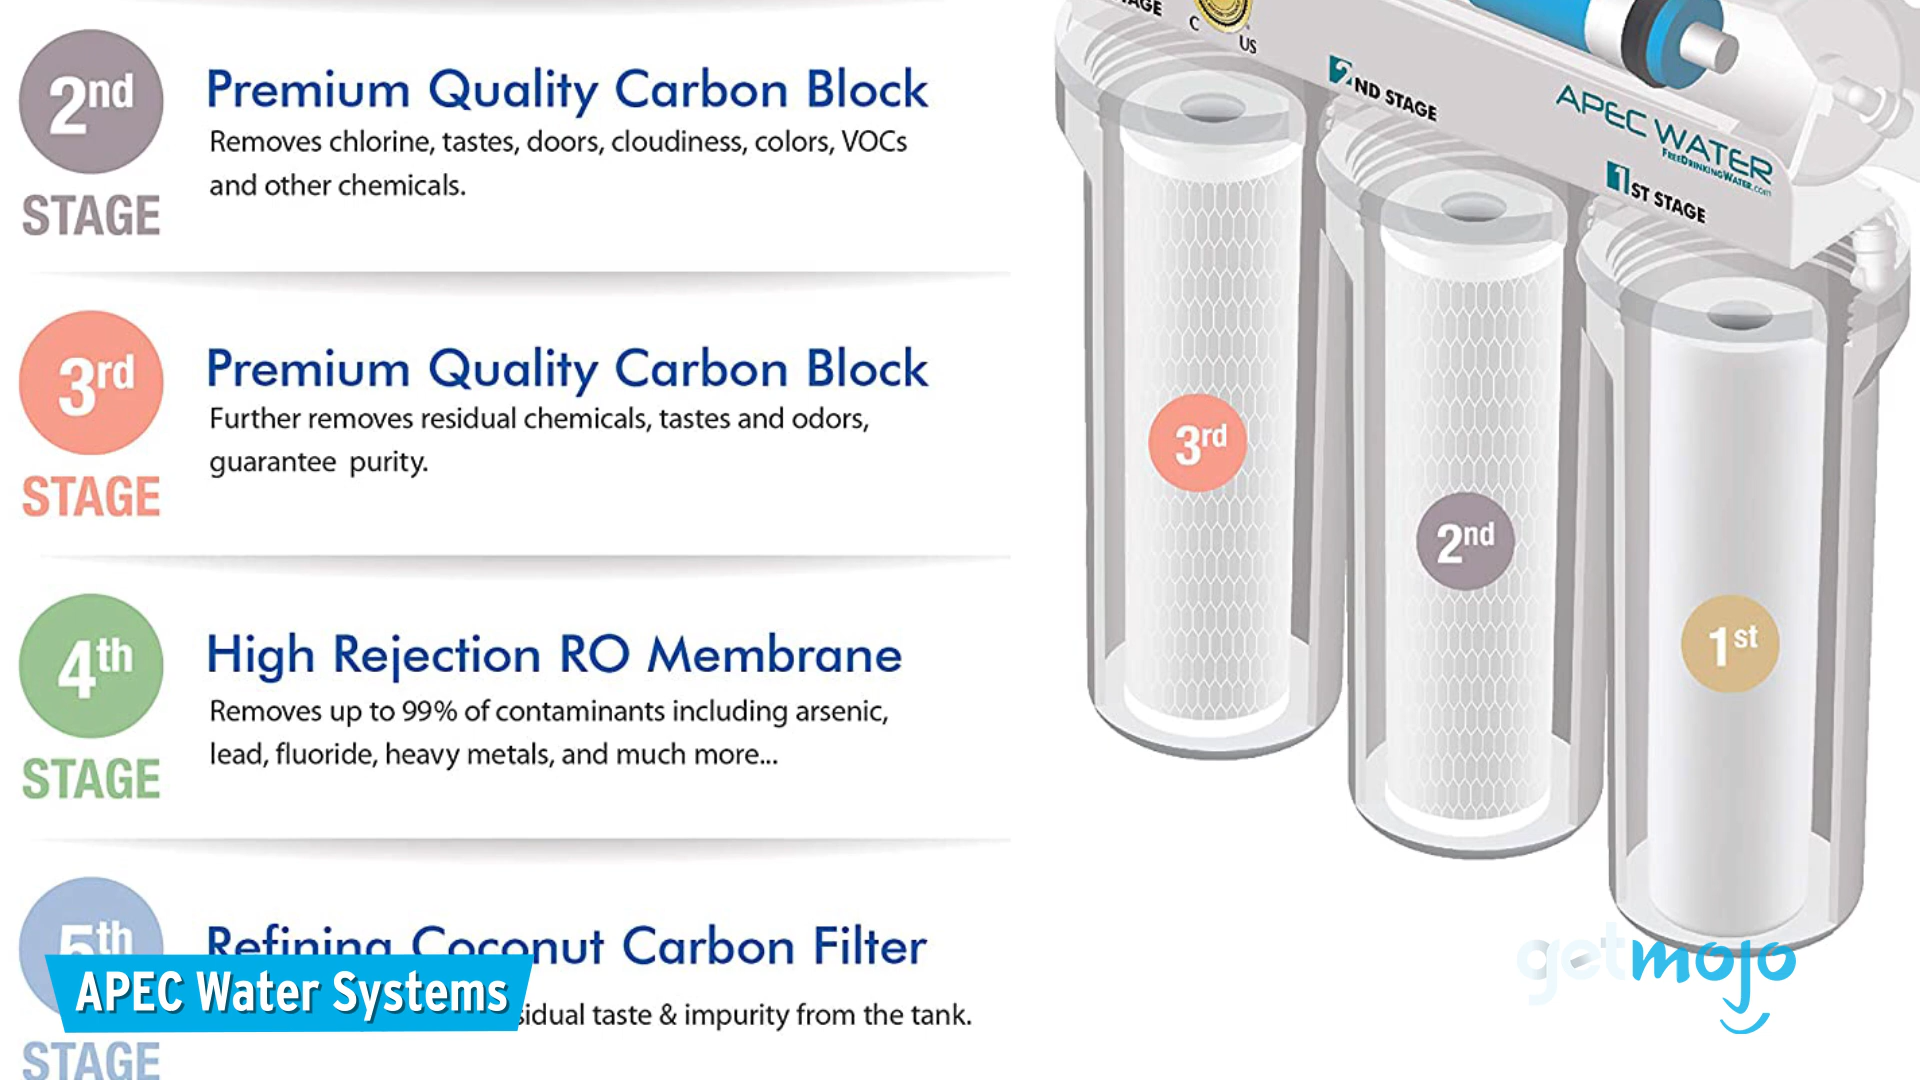 2nd
STAGE
Premium Quality Carbon Block
Removes chlorine, tastes, doors, cloudiness, colors, VOCs
and other chemicals.
3rd
STAGE
Premium Quality Carbon Block
Further removes residual chemicals, tastes and odors,
guarantee purity.
4th
STAGE
High Rejection RO Membrane
Removes up to 99% of contaminants including arsenic,
lead, fluoride, heavy metals, and much more...
5th
STAGE
Refining Coconut Carbon Filter
taste & impurity from the tank.
APEC Water Systems
C US
2ND STAGE
APEC WATER
FreeDrinkingWater.com
1ST STAGE
3rd
2nd
1st
getmojo